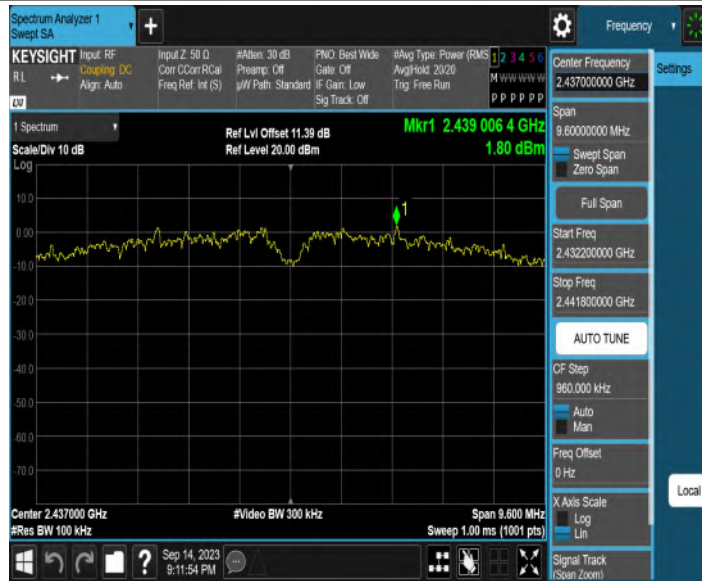 Spectrum Analyzer 1
Swept SA
Frequency
KEYSIGHT
RL
Input: RF
Coupling: DC
Align: Auto
Input Z: 50 Ω
Corr CCorr RCal
Freq Ref: Int (S)
#Atten: 30 dB
Preamp: Off
µW Path: Standard
PNO: Best Wide
Gate: Off
IF Gain: Low
Sig Track: Off
#Avg Type: Power (RMS
Avg|Hold: 20/20
Trig: Free Run
1 2 3 4 5 6
M W W W W W
P P P P P P
LXI
1 Spectrum
Scale/Div 10 dB
Log
Ref Lvl Offset 11.39 dB
Ref Level 20.00 dBm
Mkr1 2.439 006 4 GHz
1.80 dBm
10.0
0.00
-10.0
-20.0
-30.0
-40.0
-50.0
-60.0
-70.0
1
Center 2.437000 GHz
#Res BW 100 kHz
#Video BW 300 kHz
Span 9.600 MHz
Sweep 1.00 ms (1001 pts)
Sep 14, 2023
9:11:54 PM
Center Frequency
2.437000000 GHz
Span
9.60000000 MHz
Swept Span
Zero Span
Full Span
Start Freq
2.432200000 GHz
Stop Freq
2.441800000 GHz
AUTO TUNE
CF Step
960.000 kHz
Auto
Man
Freq Offset
0 Hz
X Axis Scale
Log
Lin
Signal Track
(Span Zoom)
Settings
Local